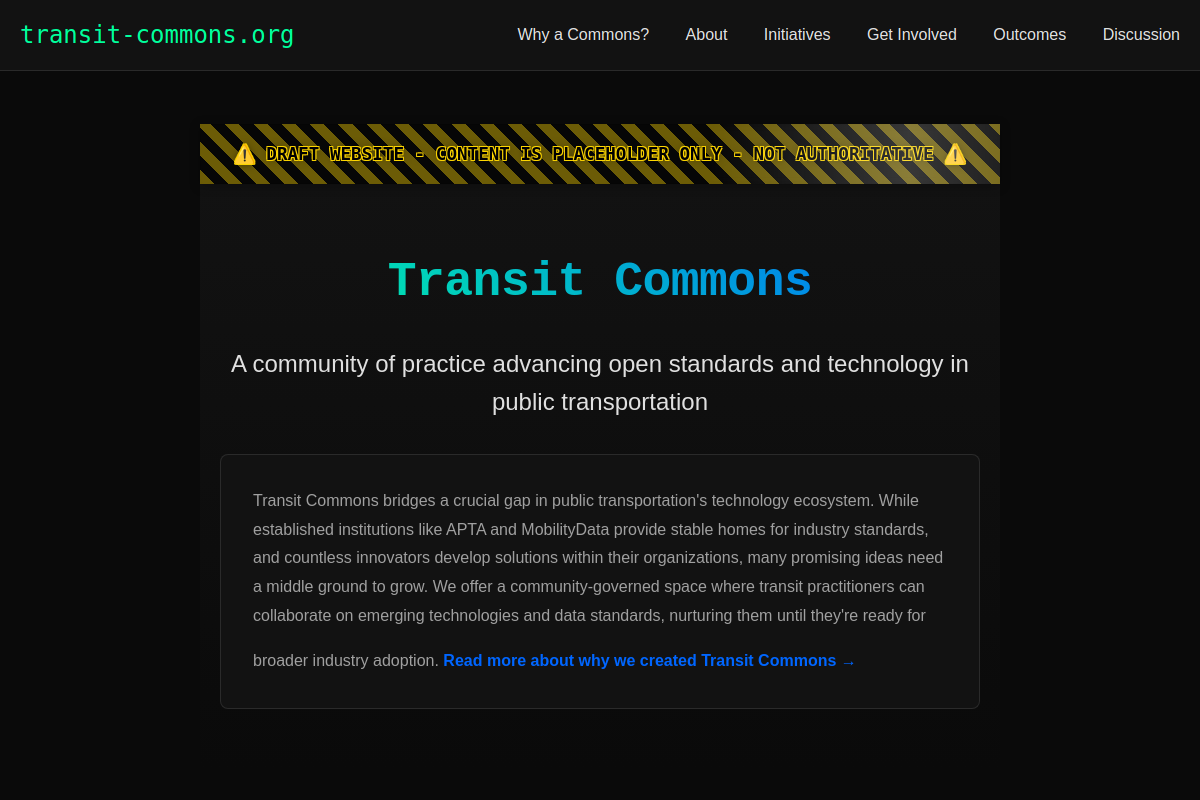 transit-commons.org
Why a Commons? About Initiatives Get Involved Outcomes Discussion
⚠️ DRAFT WEBSITE - CONTENT IS PLACEHOLDER ONLY - NOT AUTHORITATIVE ⚠️
Transit Commons
A community of practice advancing open standards and technology in
public transportation
Transit Commons bridges a crucial gap in public transportation's technology ecosystem. While
established institutions like APTA and MobilityData provide stable homes for industry standards,
and countless innovators develop solutions within their organizations, many promising ideas need
a middle ground to grow. We offer a community-governed space where transit practitioners can
collaborate on emerging technologies and data standards, nurturing them until they're ready for
broader industry adoption. Read more about why we created Transit Commons →